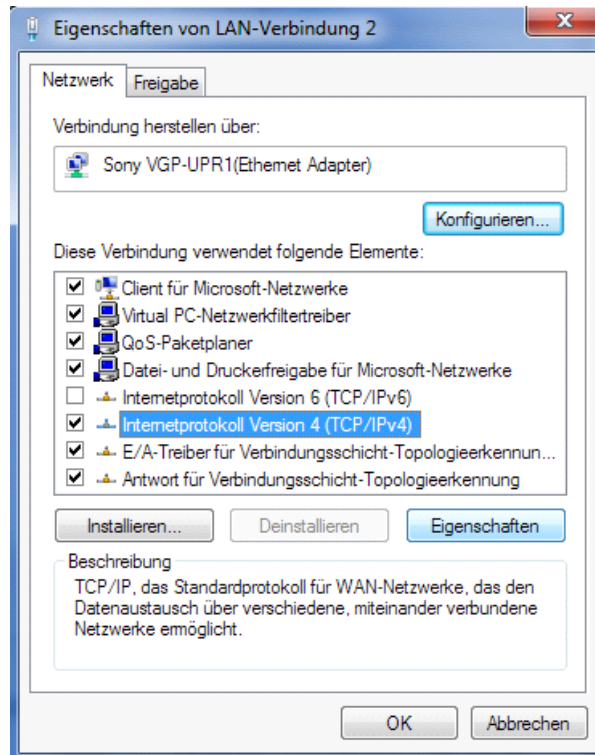 Eigenschaften von LAN-Verbindung 2
Netzwerk
Freigabe
Verbindung herstellen über:
Sony VGP-UPR1(Ethernet Adapter)
Konfigurieren...
Diese Verbindung verwendet folgende Elemente:
Client für Microsoft-Netzwerke
Virtual PC-Netzwerkfiltertreiber
QoS-Paketplaner
Datei- und Druckerfreigabe für Microsoft-Netzwerke
Internetprotokoll Version 6 (TCP/IPv6)
Internetprotokoll Version 4 (TCP/IPv4)
E/A-Treiber für Verbindungsschicht-Topologieerkennun...
Antwort für Verbindungsschicht-Topologieerkennung
Installieren...
Deinstallieren
Eigenschaften
Beschreibung
TCP/IP, das Standardprotokoll für WAN-Netzwerke, das den
Datenaustausch über verschiedene, miteinander verbundene
Netzwerke ermöglicht.
OK
Abbrechen